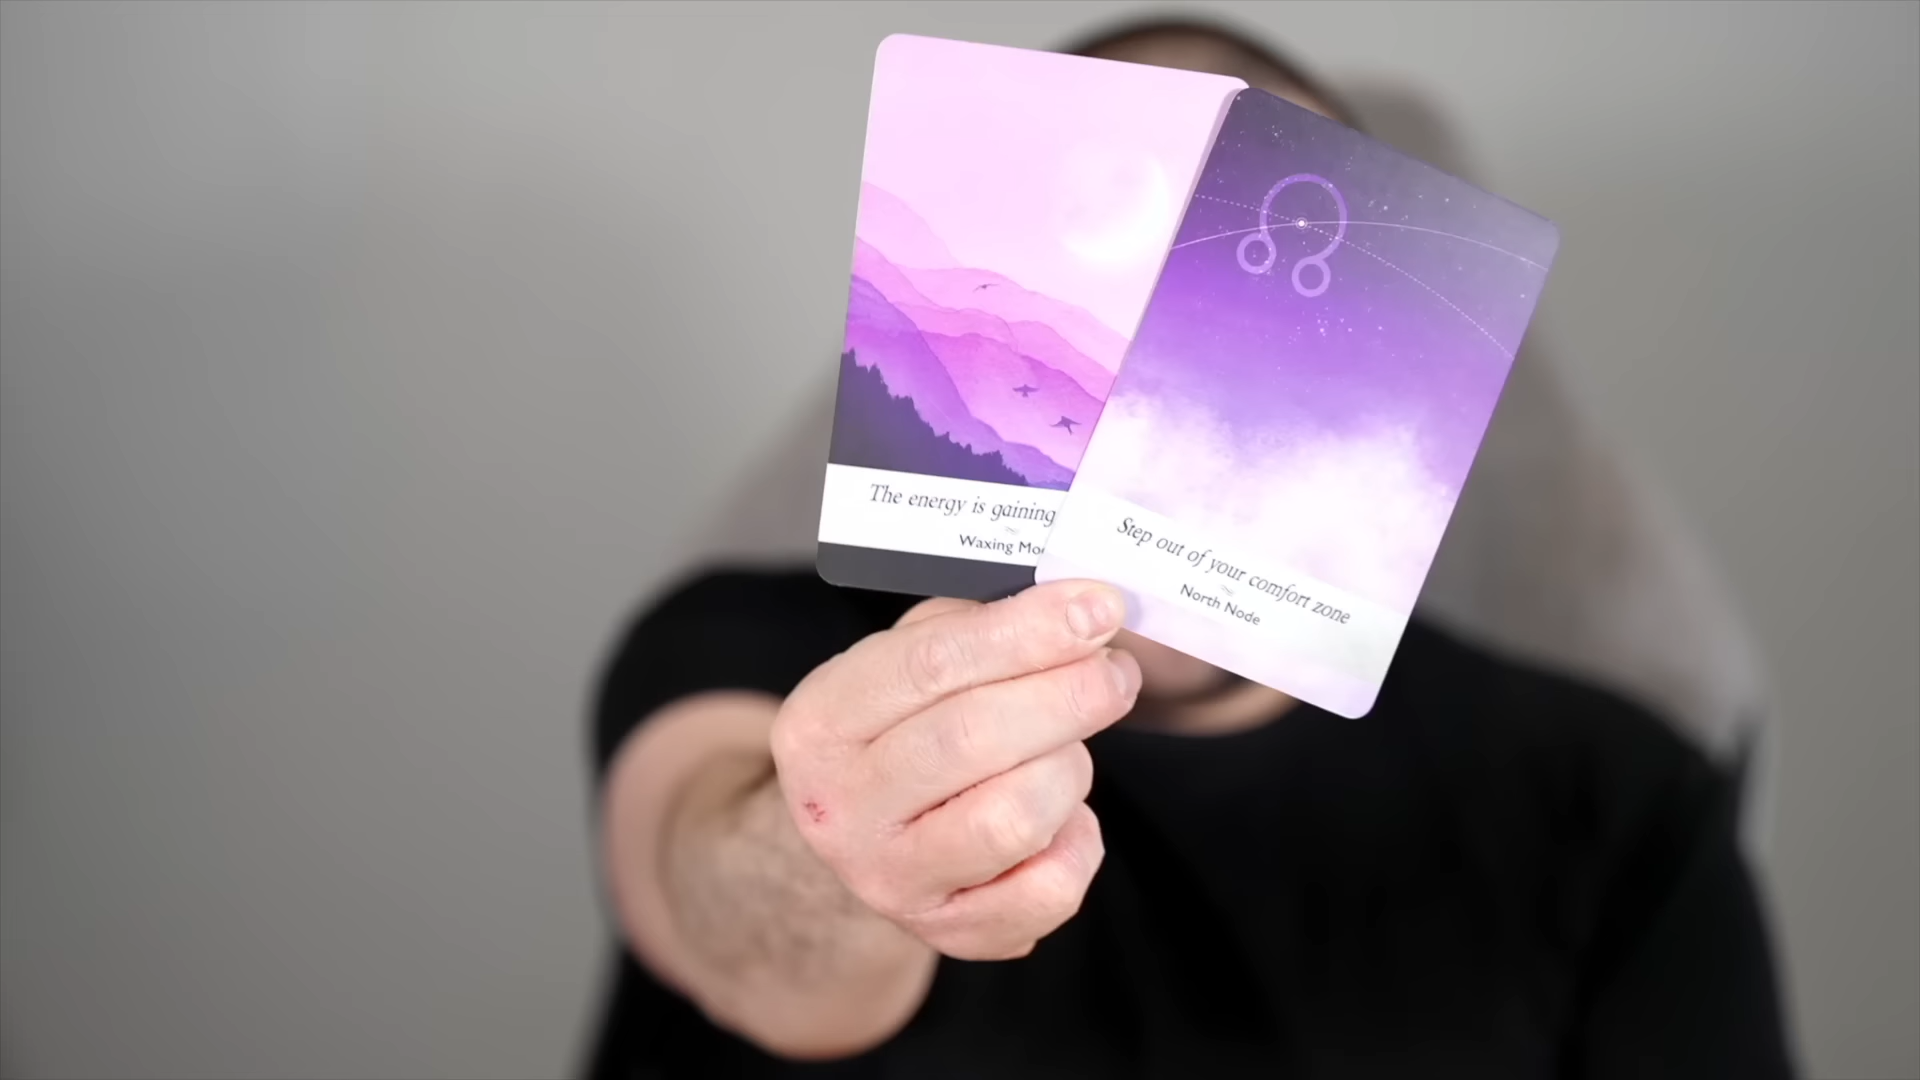 The energy is gaining
Waxing
Step out of your comfort zone
North Node